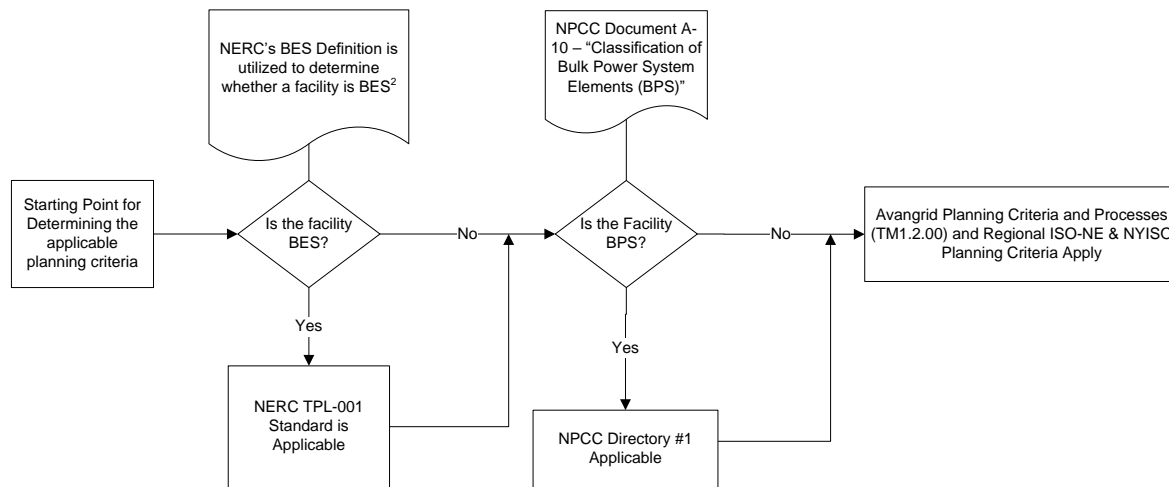 NERC's BES Definition is
utilized to determine
whether a facility is BES²
NPCC Document A-
10 – “Classification of
Bulk Power System
Elements (BPS)”
Starting Point for
Determining the
applicable
planning criteria
Is the facility
BES?
No
Is the Facility
BPS?
No
Avangrid Planning Criteria and Processes
(TM1.2.00) and Regional ISO-NE & NYISO
Planning Criteria Apply
Yes
Yes
NERC TPL-001
Standard is
Applicable
NPCC Directory #1
Applicable